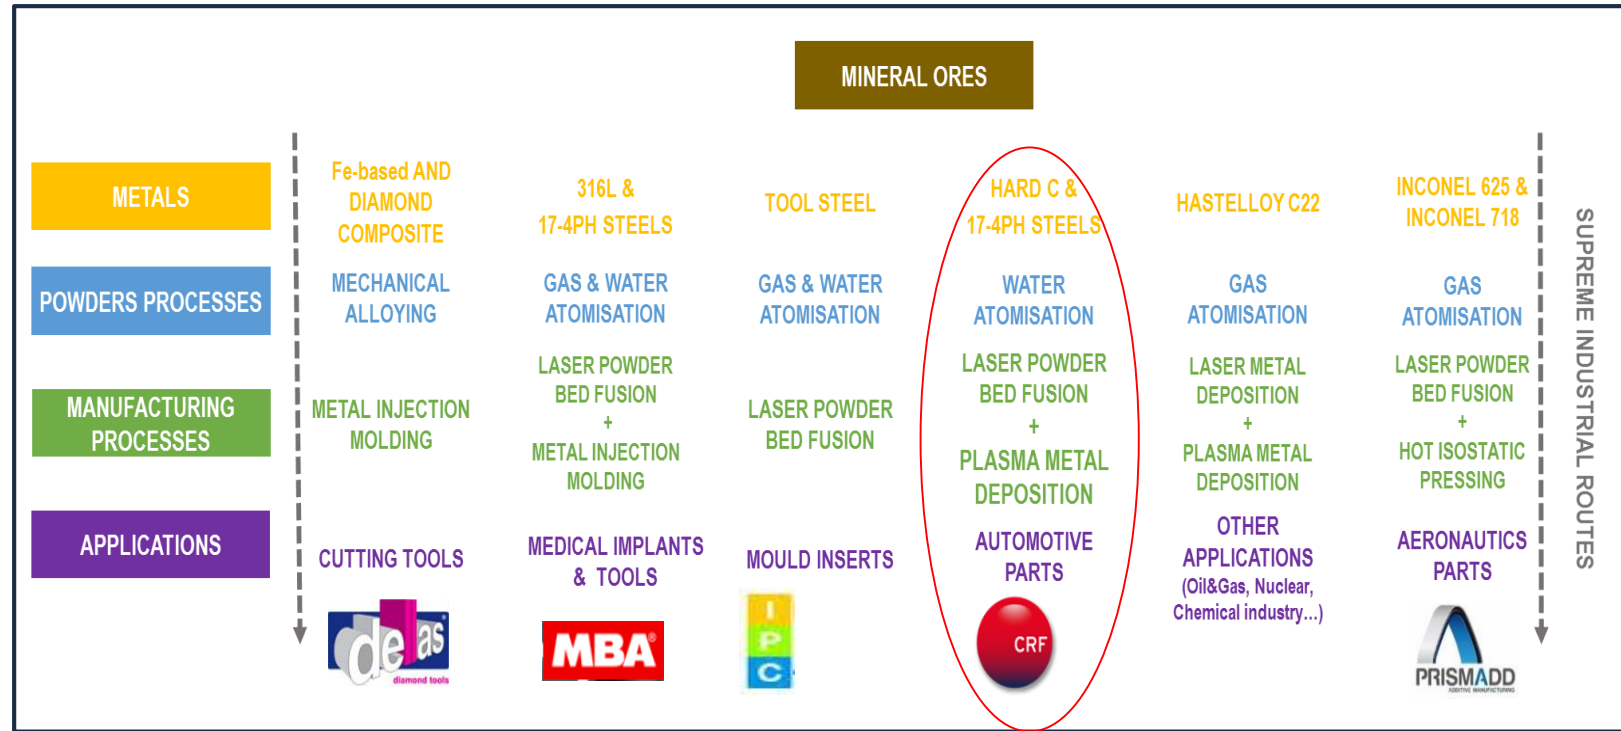 MINERAL ORES
METALS
Fe-based AND
DIAMOND
COMPOSITE
316L &
17-4PH STEELS
TOOL STEEL
HARD C &
17-4PH STEELS
HASTELLOY C22
INCONEL 625 &
INCONEL 718
POWDERS PROCESSES
MECHANICAL
ALLOYING
GAS & WATER
ATOMISATION
GAS & WATER
ATOMISATION
WATER
ATOMISATION
GAS
ATOMISATION
GAS
ATOMISATION
MANUFACTURING
PROCESSES
METAL INJECTION
MOLDING
LASER POWDER
BED FUSION
+
METAL INJECTION
MOLDING
LASER POWDER
BED FUSION
LASER POWDER
BED FUSION
+
PLASMA METAL
DEPOSITION
LASER METAL
DEPOSITION
+
PLASMA METAL
DEPOSITION
LASER POWDER
BED FUSION
+
HOT ISOSTATIC
PRESSING
APPLICATIONS
CUTTING TOOLS
MEDICAL IMPLANTS
& TOOLS
MOULD INSERTS
AUTOMOTIVE
PARTS
OTHER
APPLICATIONS
(Oil&Gas, Nuclear,
Chemical industry...)
AERONAUTICS
PARTS
delas
diamond tools
MBA®
I
P
C
CRF
PRISMADD
ADDITIVE MANUFACTURING
SUPREME INDUSTRIAL ROUTES